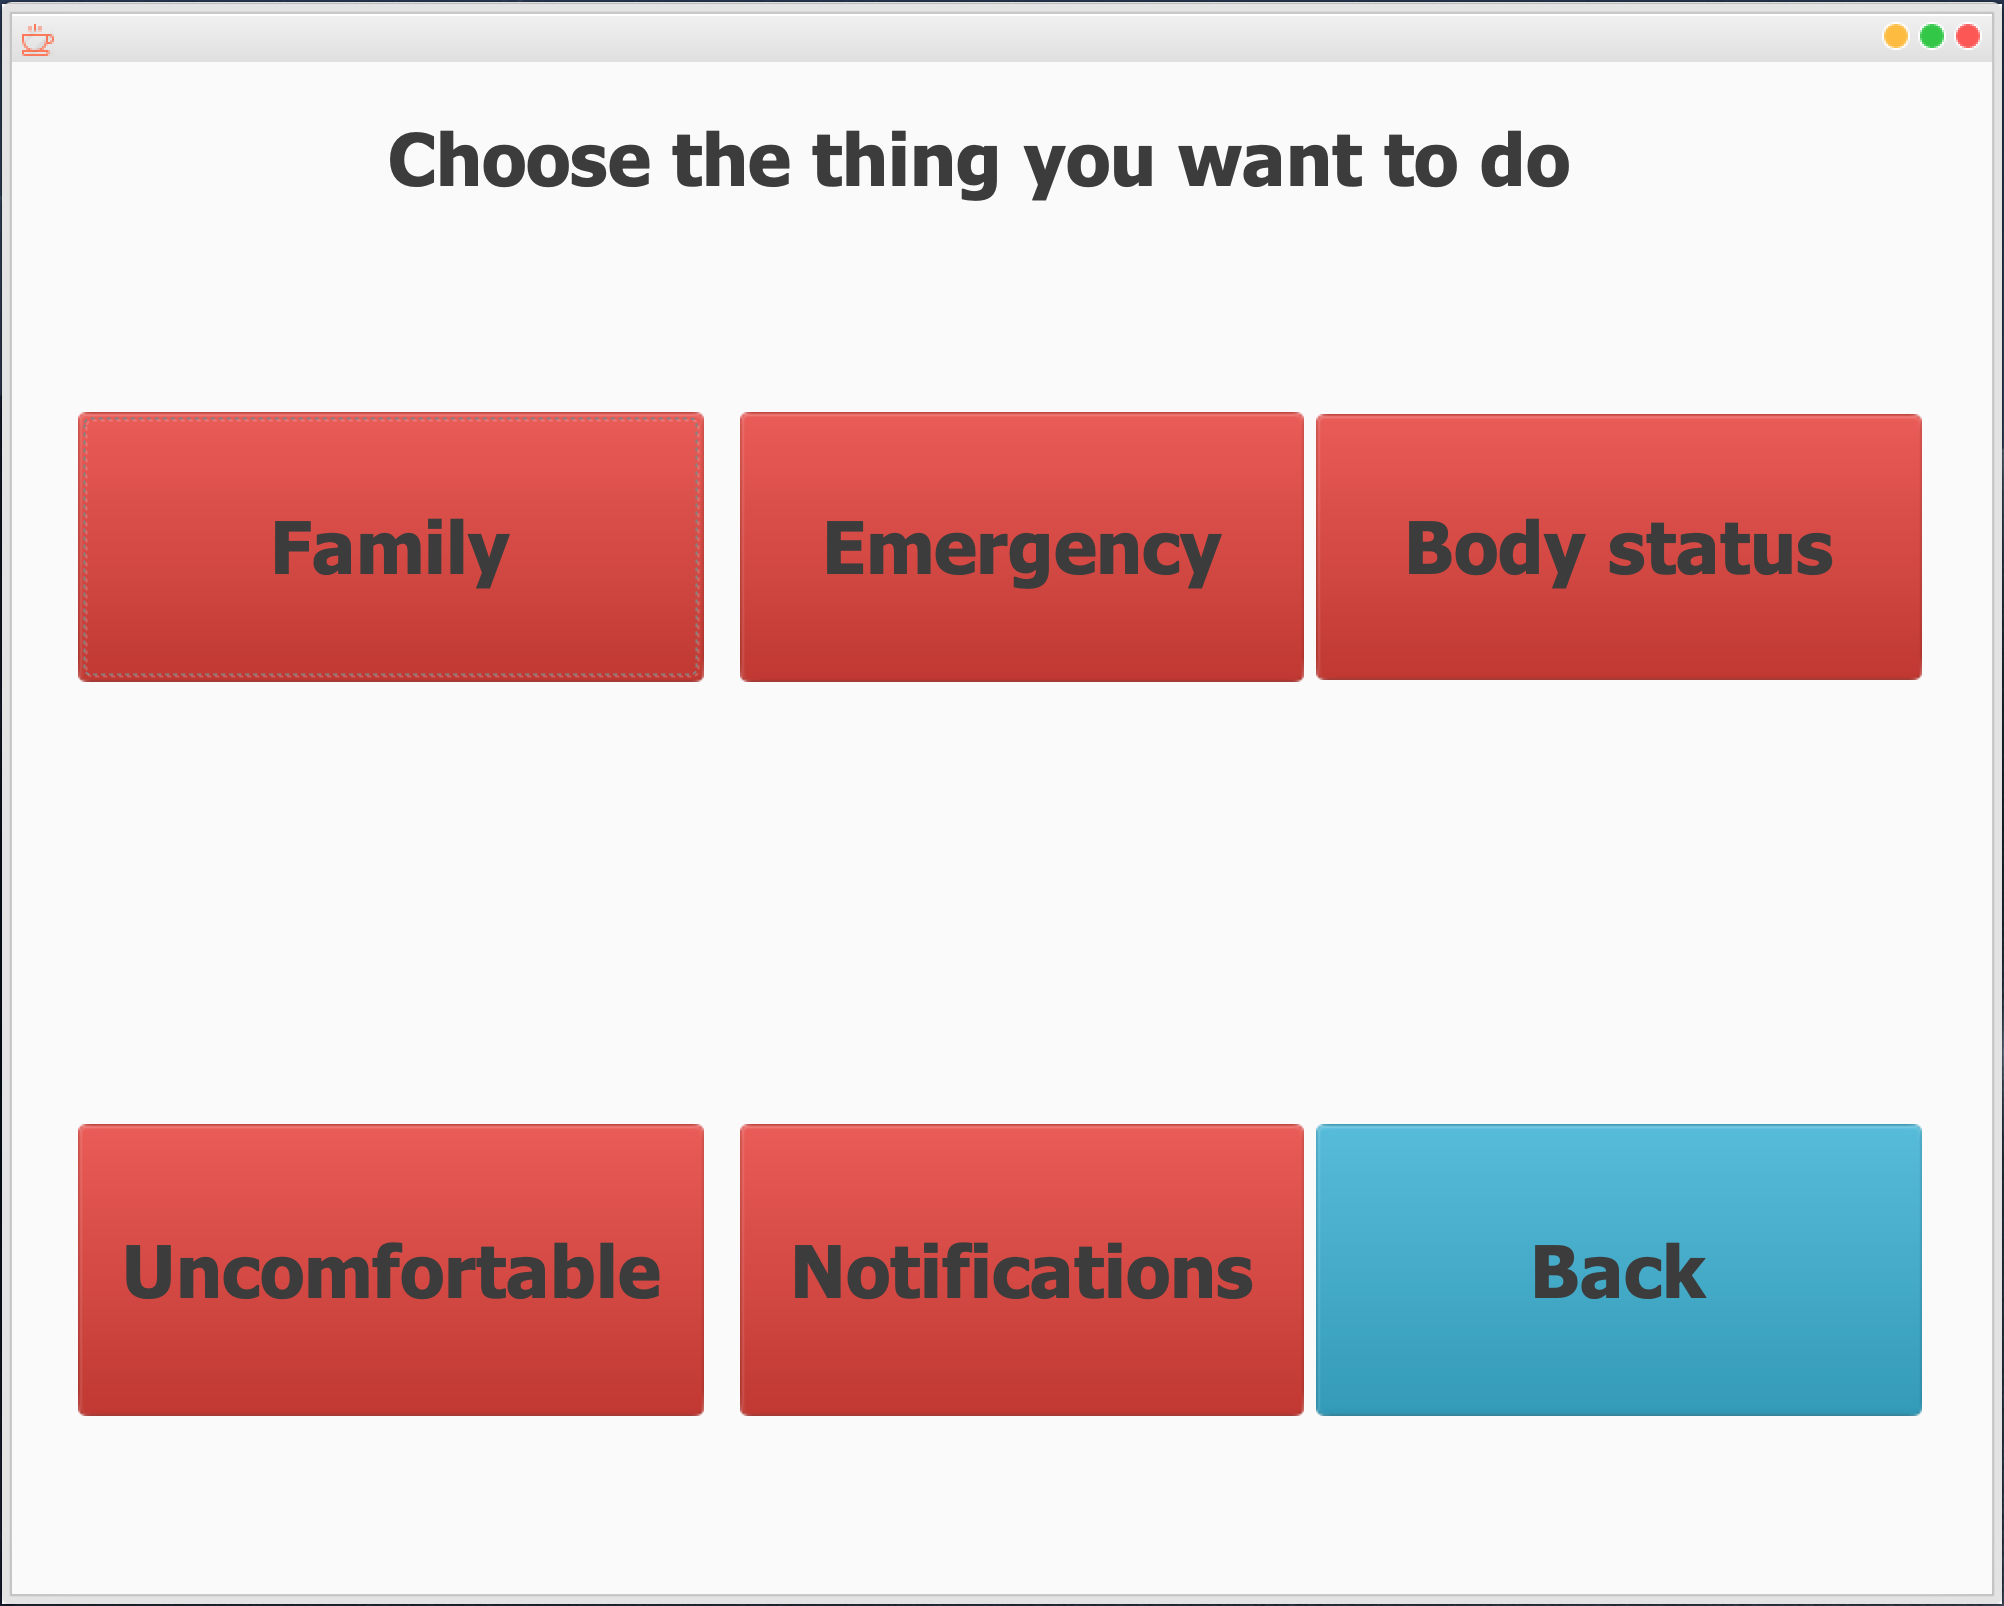 Choose the thing you want to do
Family
Emergency
Body status
Uncomfortable
Notifications
Back